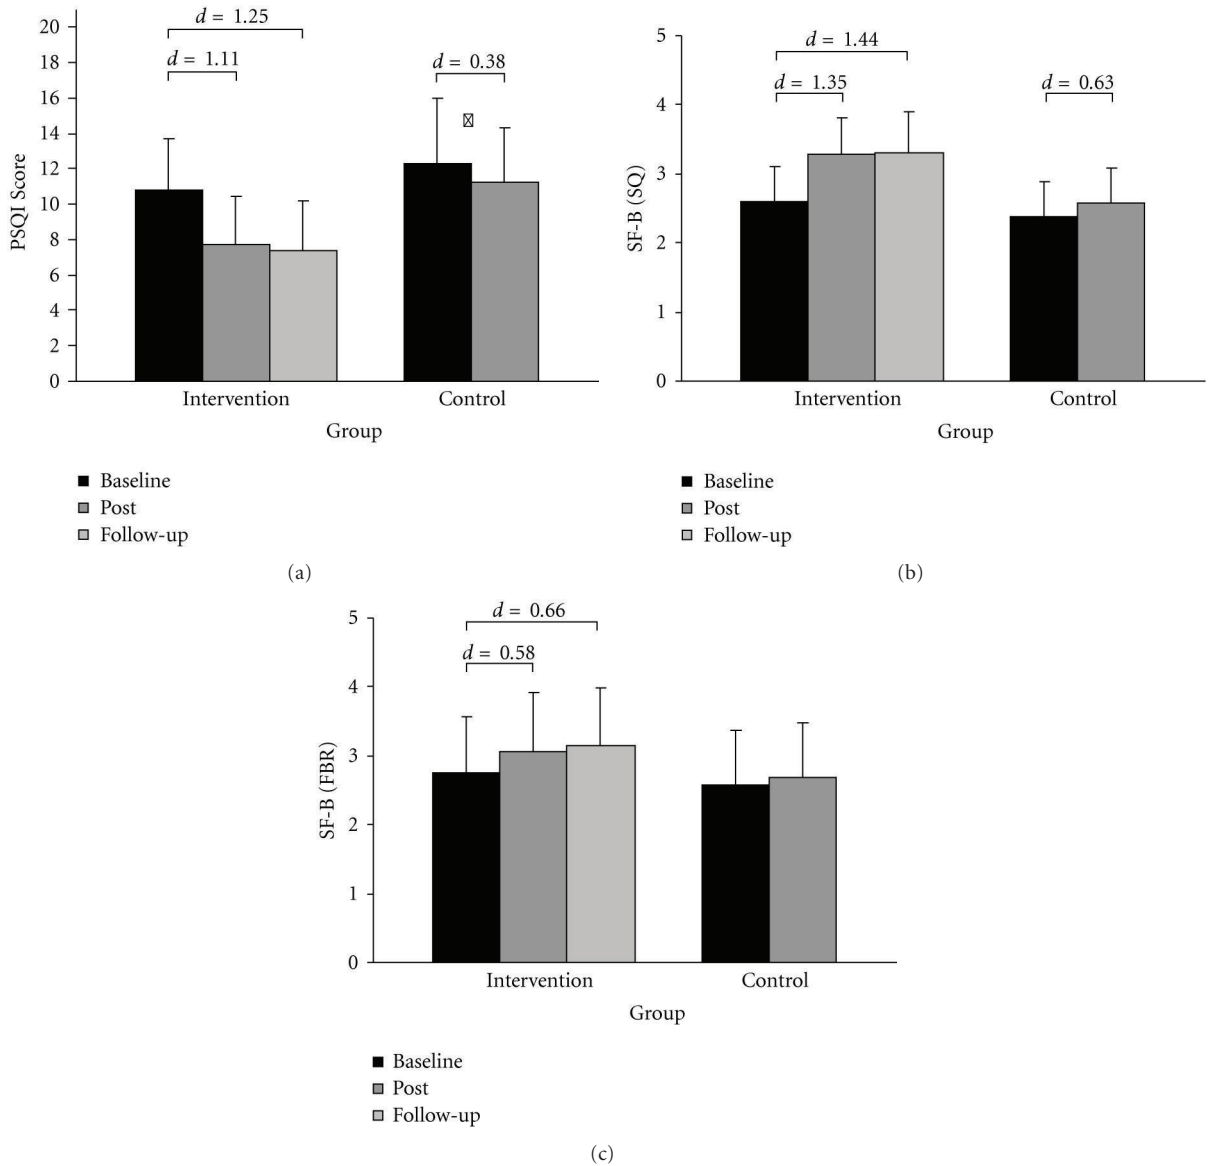 20
18
16
14
12
10
8
6
4
2
0
PSQI Score
d = 1.25
d = 1.11
d = 0.38
Intervention
Control
Group
Baseline
Post
Follow-up
(a)
5
4
3
2
1
0
SF-B (SQ)
d = 1.44
d = 1.35
d = 0.63
Intervention
Control
Group
Baseline
Post
Follow-up
(b)
5
4
3
2
1
0
SF-B (FBR)
d = 0.66
d = 0.58
Intervention
Control
Group
Baseline
Post
Follow-up
(c)